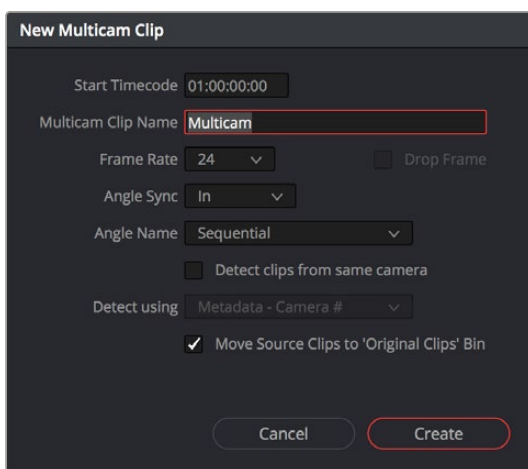 New Multicam Clip
Start Timecode 01:00:00:00
Multicam Clip Name Multicam
Frame Rate 24 Drop Frame
Angle Sync In
Angle Name Sequential
Detect clips from same camera
Detect using Metadata - Camera #
Move Source Clips to 'Original Clips' Bin
Cancel Create